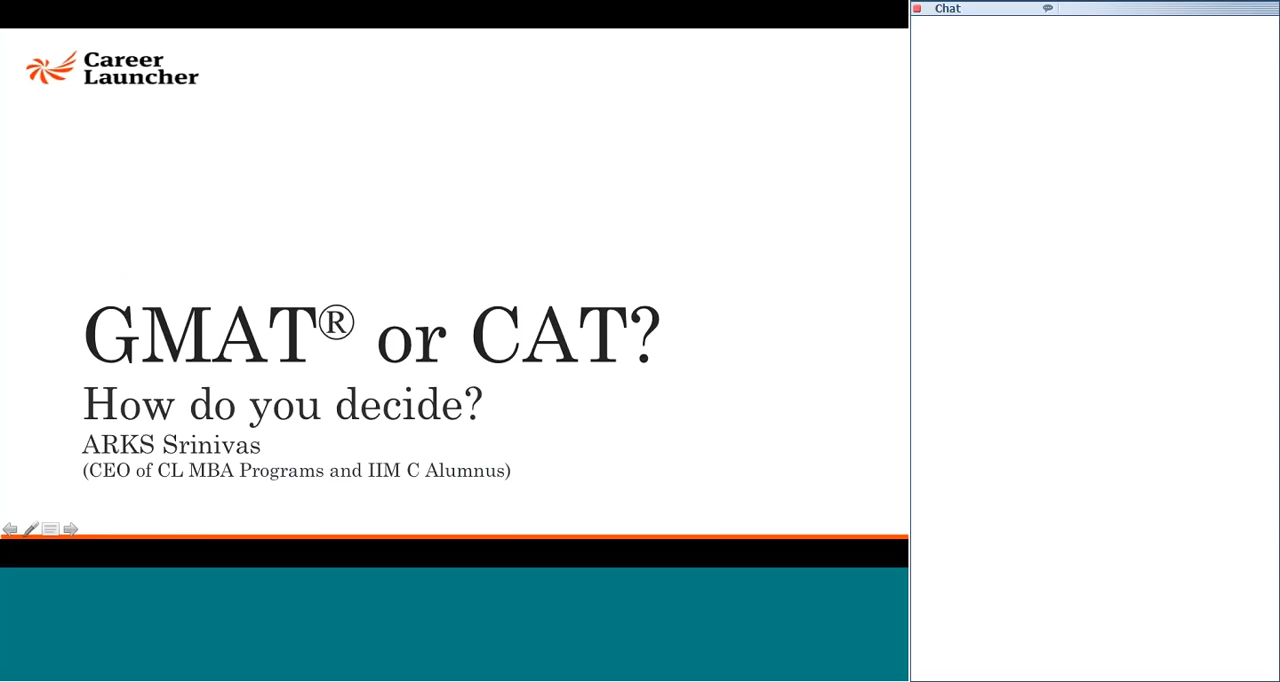 Career
Launcher
GMAT® or CAT?
How do you decide?
ARKS Srinivas
(CEO of CL MBA Programs and IIM C Alumnus)
Chat